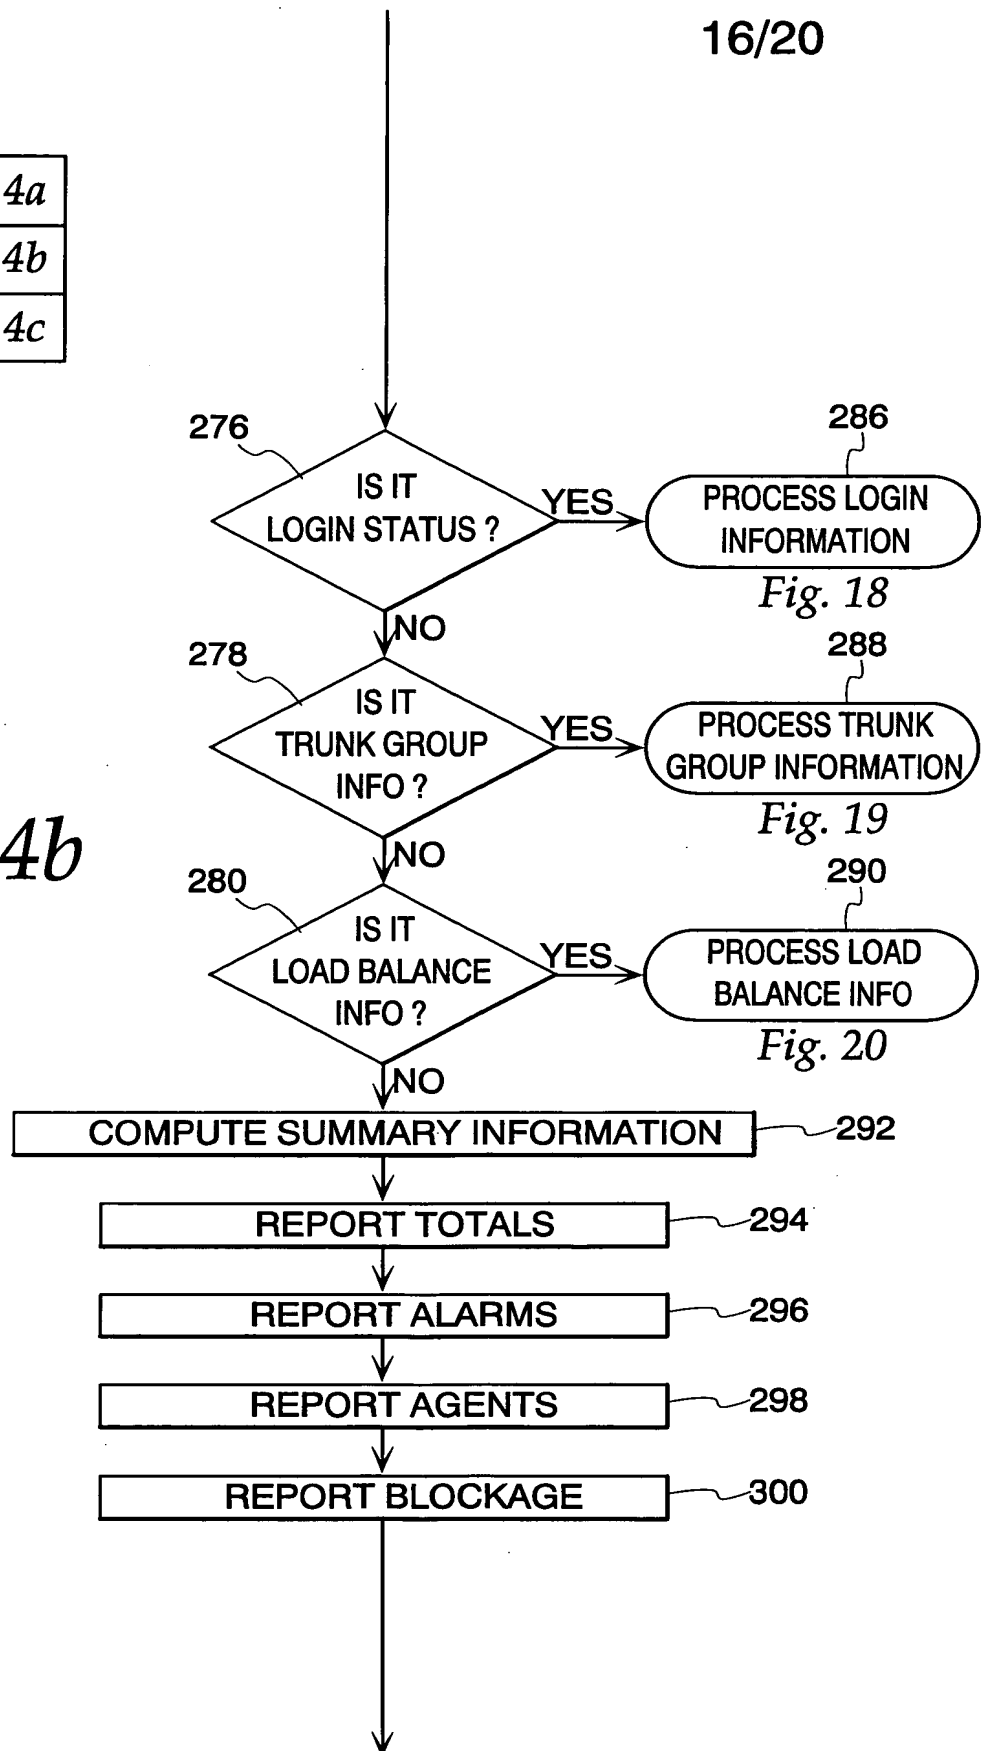 16/20
4a
4b
4c
276
IS IT
LOGIN STATUS ?
YES
286
PROCESS LOGIN
INFORMATION
Fig. 18
NO
278
IS IT
TRUNK GROUP
INFO ?
YES
288
PROCESS TRUNK
GROUP INFORMATION
Fig. 19
NO
4b
280
IS IT
LOAD BALANCE
INFO ?
YES
290
PROCESS LOAD
BALANCE INFO
Fig. 20
NO
COMPUTE SUMMARY INFORMATION
292
REPORT TOTALS
294
REPORT ALARMS
296
REPORT AGENTS
298
REPORT BLOCKAGE
300